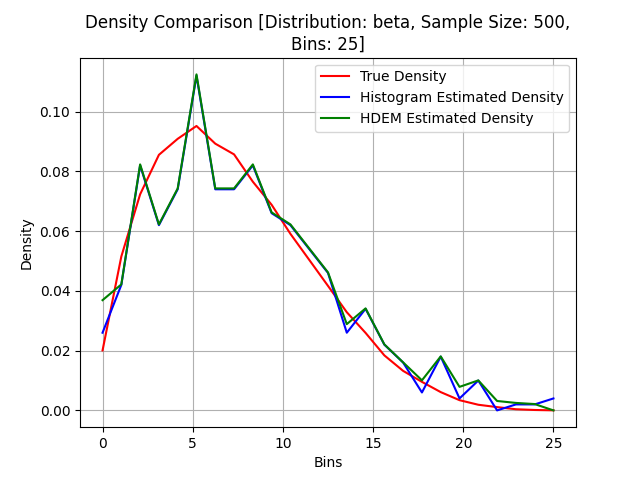 Density Comparison [Distribution: beta, Sample Size: 500,
Bins: 25]
True Density
Histogram Estimated Density
HDEM Estimated Density
Density
0.10
0.08
0.06
0.04
0.02
0.00
0
5
10
15
20
25
Bins